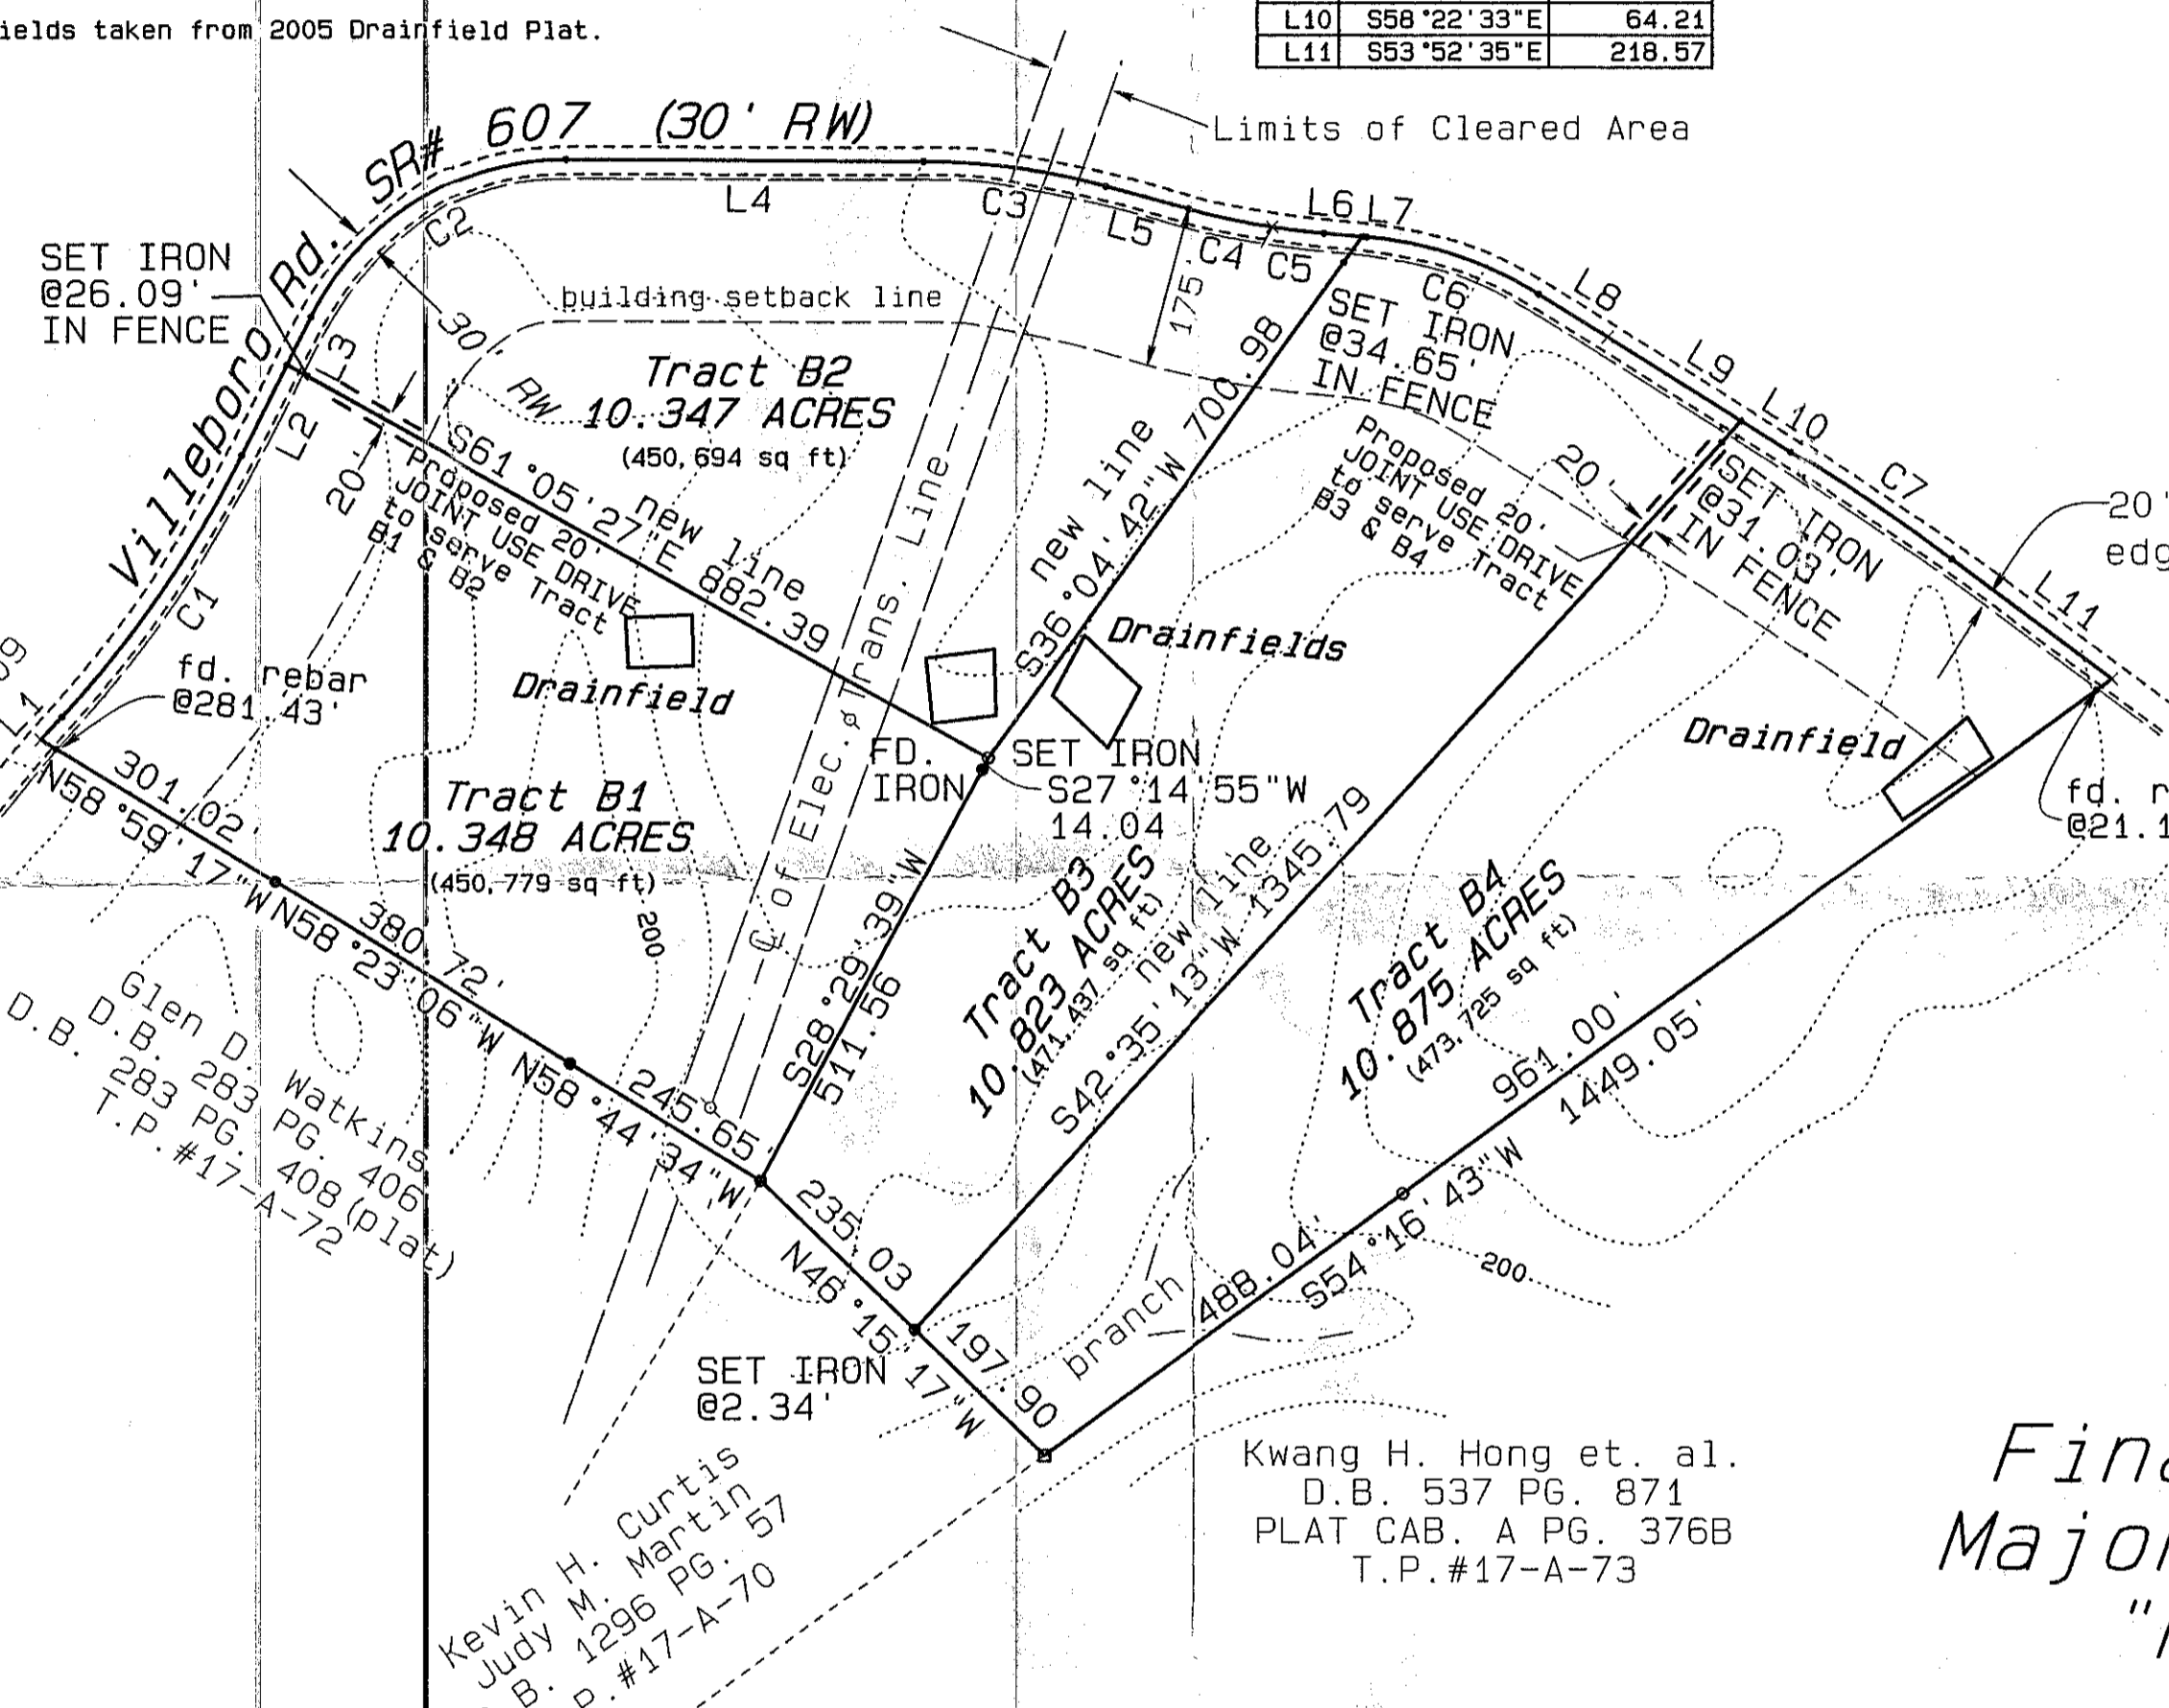 ields taken from 2005 Drainfield Plat.
L10 S58°22'33"E 64.21
L11 S53°52'35"E 218.57
Limits of Cleared Area
Villeboro Rd. SR# 607 (30' RW)
SET IRON
@26.09'
IN FENCE
L1
C1
L2
L3
C2
L4
C3
L5
C4
C5
L6
L7
C6
L8
L9
L10
C7
L11
30'
RW
building setback line
175'
Tract B2
10.347 ACRES
(450,694 sq ft)
20'
S61°05'27"E 882.39
new line
Proposed 20'
JOINT USE DRIVE
to serve Tract
B1 & B2
SET IRON
@34.65'
IN FENCE
new line
S36°04'42"W 700.98
Proposed 20'
JOINT USE DRIVE
to serve Tract
B3 & B4
20'
SET IRON
@31.03'
IN FENCE
20'
edg
fd. rebar
@281.43'
Drainfield
Drainfields
Drainfield
℄ of Elec. Trans. Line
FD.
IRON
SET IRON
S27°14'55"W
14.04
fd. r
@21.1
301.02'
N58°59'17"W
Tract B1
10.348 ACRES
(450,779 sq ft)
200
380.72'
N58°23'06"W
245.65'
N58°44'34"W
S28°29'39"W
511.56
Tract B3
10.823 ACRES
(471,437 sq ft)
new line
S42°35'13"W 1345.79
Tract B4
10.875 ACRES
(473,725 sq ft)
961.00'
1449.05'
488.04'
S54°16'43"W
200
branch
235.03
N46°15'17"W
197.90
SET IRON
@2.34'
Glen D. Watkins
D.B. 283 PG. 406
D.B. 283 PG. 408 (plat)
T.P.#17-A-72
Kevin H. Curtis
Judy M. Martin
B. 1296 PG. 57
P.#17-A-70
Kwang H. Hong et. al.
D.B. 537 PG. 871
PLAT CAB. A PG. 376B
T.P.#17-A-73
Fina
Major